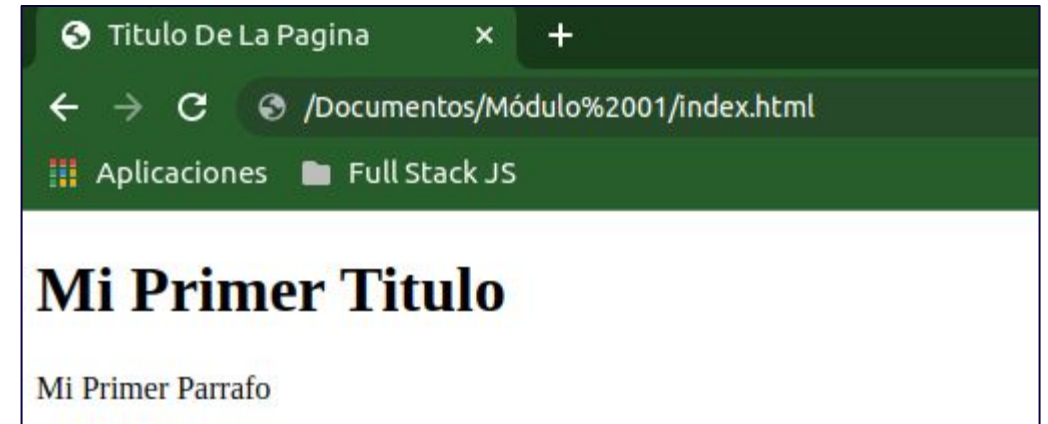 Titulo De La Pagina
/Documentos/Módulo%2001/index.html
Aplicaciones Full Stack JS
Mi Primer Titulo
Mi Primer Parrafo